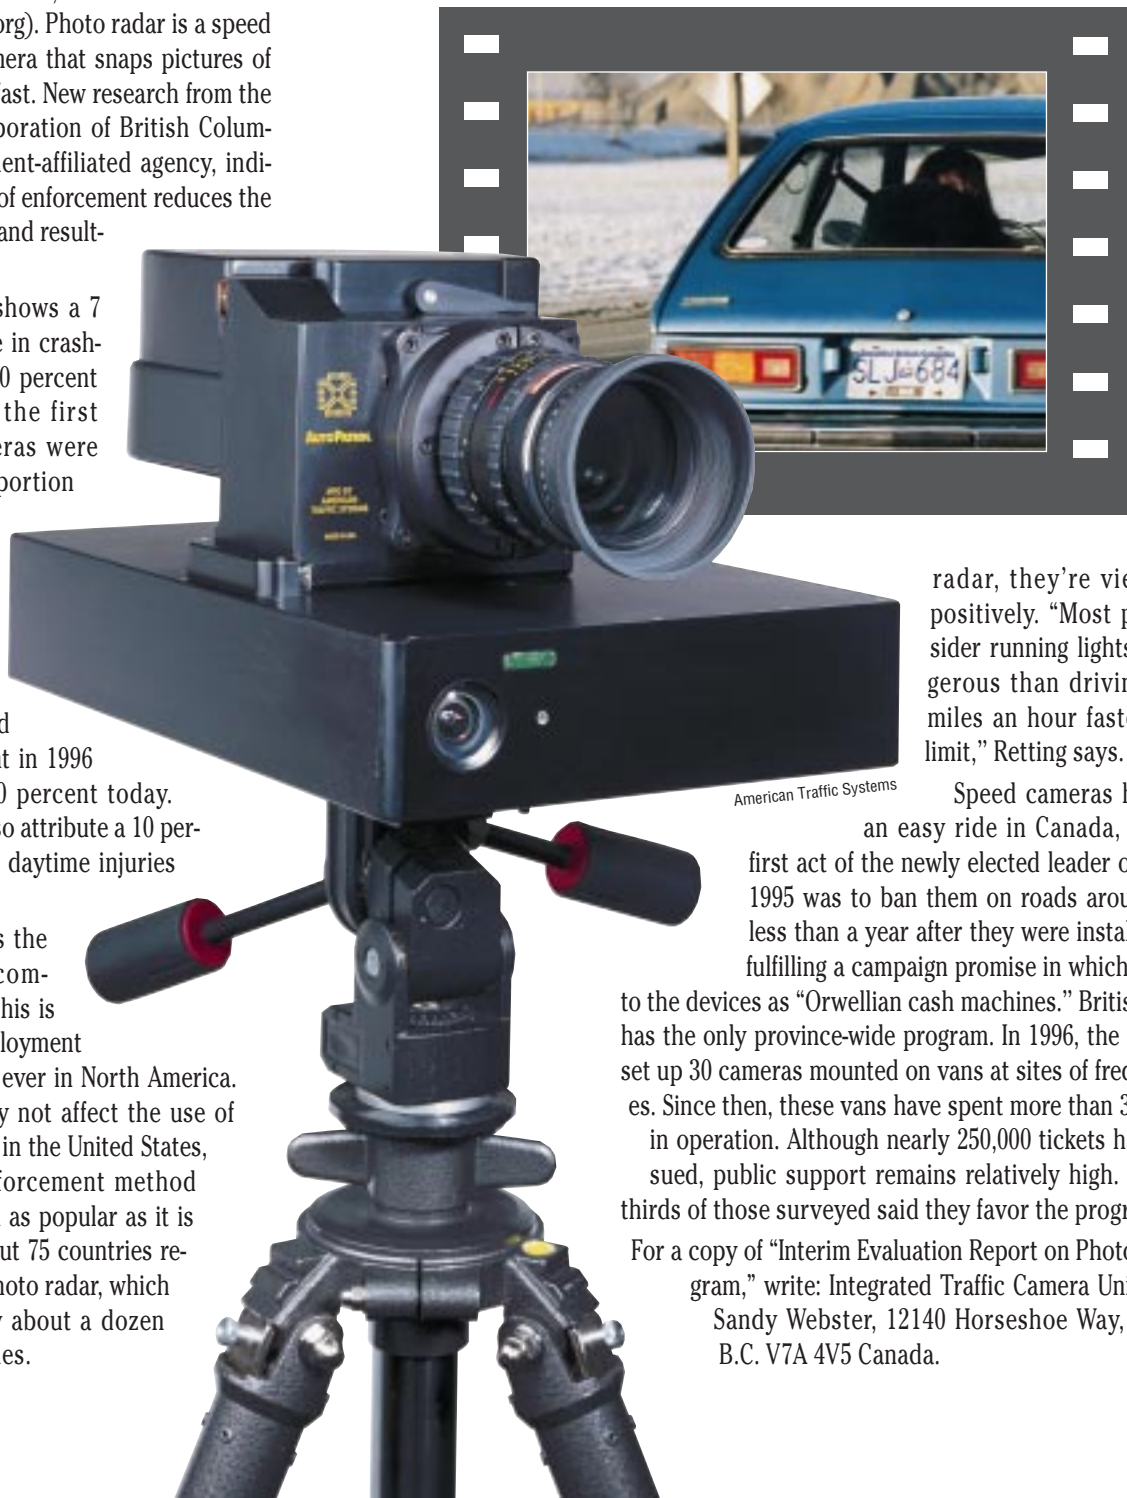 org). Photo radar is a speed
era that snaps pictures of
fast. New research from the
poration of British Colum-
ent-affiliated agency, indi-
of enforcement reduces the
and result-
shows a 7
e in crash-
0 percent
the first
eras were
portion
d
t in 1996
0 percent today.
so attribute a 10 per-
daytime injuries
s the
com-
his is
loyment
ever in North America.
y not affect the use of
in the United States,
forcement method
as popular as it is
ut 75 countries re-
hoto radar, which
y about a dozen
es.
AUTOPATROL
MFG BY
AMERICAN
TRAFFIC SYSTEMS
SLJ 684
American Traffic Systems
radar, they’re vie
positively. “Most p
sider running lights
gerous than drivin
miles an hour faste
limit,” Retting says.
Speed cameras h
an easy ride in Canada,
first act of the newly elected leader o
1995 was to ban them on roads arou
less than a year after they were instal
fulfilling a campaign promise in which
to the devices as “Orwellian cash machines.” Britis
has the only province-wide program. In 1996, the
set up 30 cameras mounted on vans at sites of fred
es. Since then, these vans have spent more than 3
in operation. Although nearly 250,000 tickets h
sued, public support remains relatively high.
thirds of those surveyed said they favor the progr
For a copy of “Interim Evaluation Report on Photo
gram,” write: Integrated Traffic Camera Uni
Sandy Webster, 12140 Horseshoe Way,
B.C. V7A 4V5 Canada.